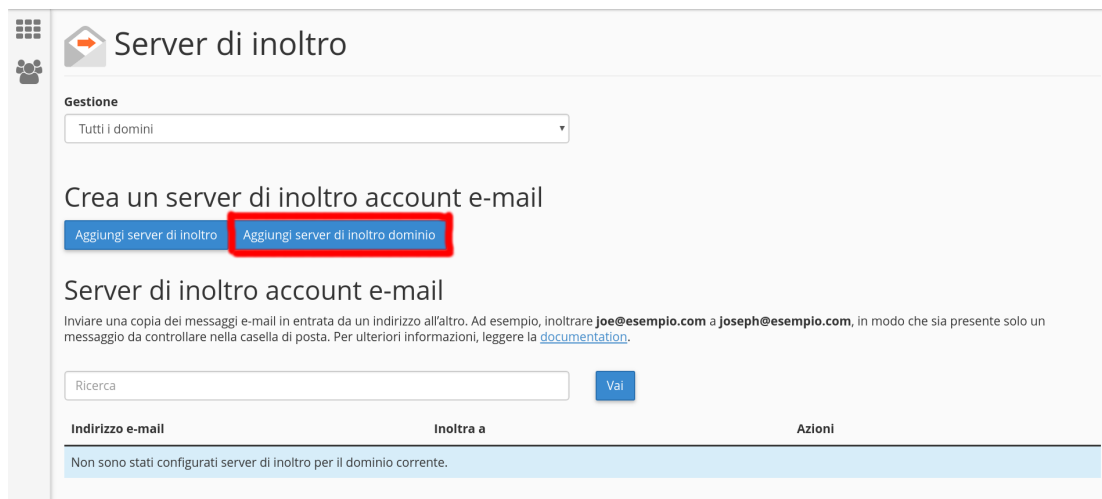 Server di inoltro
Gestione
Tutti i domini
Crea un server di inoltro account e-mail
Aggiungi server di inoltro
Aggiungi server di inoltro dominio
Server di inoltro account e-mail
Inviare una copia dei messaggi e-mail in entrata da un indirizzo all'altro. Ad esempio, inoltrare joe@esempio.com a joseph@esempio.com, in modo che sia presente solo un
messaggio da controllare nella casella di posta. Per ulteriori informazioni, leggere la documentation.
Ricerca
Vai
Indirizzo e-mail
Inoltra a
Azioni
Non sono stati configurati server di inoltro per il dominio corrente.